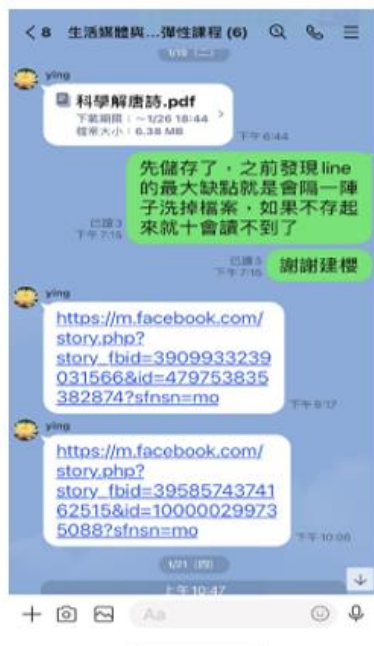 8 生活媒體與...彈性課程 (6)
ying
科學解唐詩.pdf
下載期限：~1/26 18:44
檔案大小：6.38 MB
下午 6:44
先儲存了，之前發現line
的最大缺點就是會隔一陣
子洗掉檔案，如果不存起
來就十會讀不到了
已讀3
下午 7:15
謝謝建櫻
已讀3
下午 7:15
ying
https://m.facebook.com/
story.php?
story_fbid=3909933239
031566&id=479753835
382874?sfnsn=mo
下午 9:17
ying
https://m.facebook.com/
story.php?
story_fbid=39585743741
62515&id=10000029973
5088?sfnsn=mo
下午 10:06
1/21 (四)
上午10:47
Aa